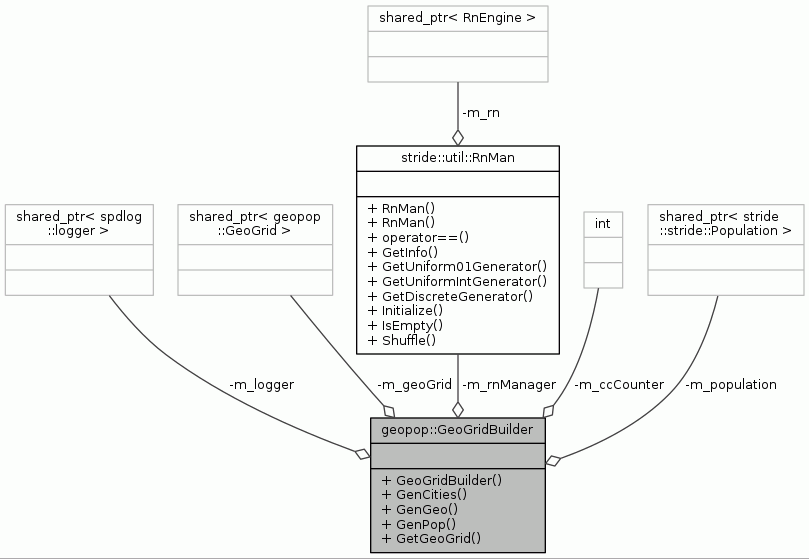 shared_ptr< RnEngine >
-m_rn
stride::util::RnMan
+ RnMan()
+ RnMan()
+ operator==()
+ GetInfo()
+ GetUniform01Generator()
+ GetUniformIntGenerator()
+ GetDiscreteGenerator()
+ Initialize()
+ IsEmpty()
+ Shuffle()
shared_ptr< spdlog
::logger >
shared_ptr< geopop
::GeoGrid >
int
shared_ptr< stride
::stride::Population >
-m_logger
-m_geoGrid
-m_rnManager
-m_ccCounter
-m_population
geopop::GeoGridBuilder
+ GeoGridBuilder()
+ GenCities()
+ GenGeo()
+ GenPop()
+ GetGeoGrid()